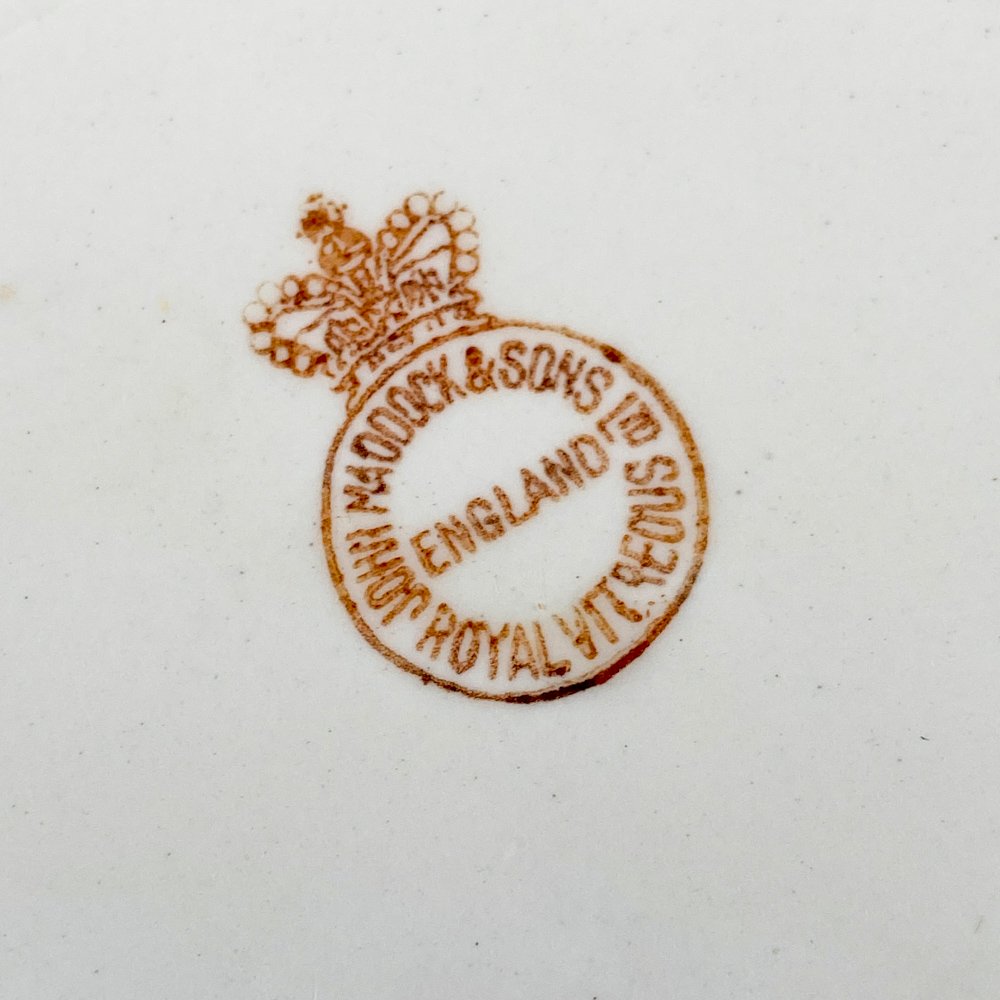 JOHN MADDOCK & SONS LTD
ROYAL VITREOUS
ENGLAND